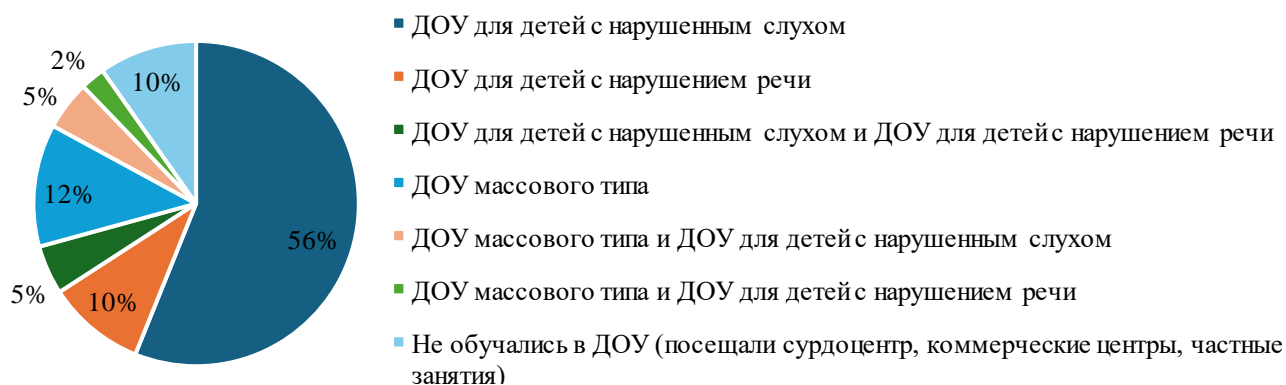 ДОУ для детей с нарушенным слухом
ДОУ для детей с нарушением речи
ДОУ для детей с нарушенным слухом и ДОУ для детей с нарушением речи
ДОУ массового типа
ДОУ массового типа и ДОУ для детей с нарушенным слухом
ДОУ массового типа и ДОУ для детей с нарушением речи
Не обучались в ДОУ (посещали сурдоцентр, коммерческие центры, частные
занятия)
56%
10%
5%
12%
5%
2%
10%